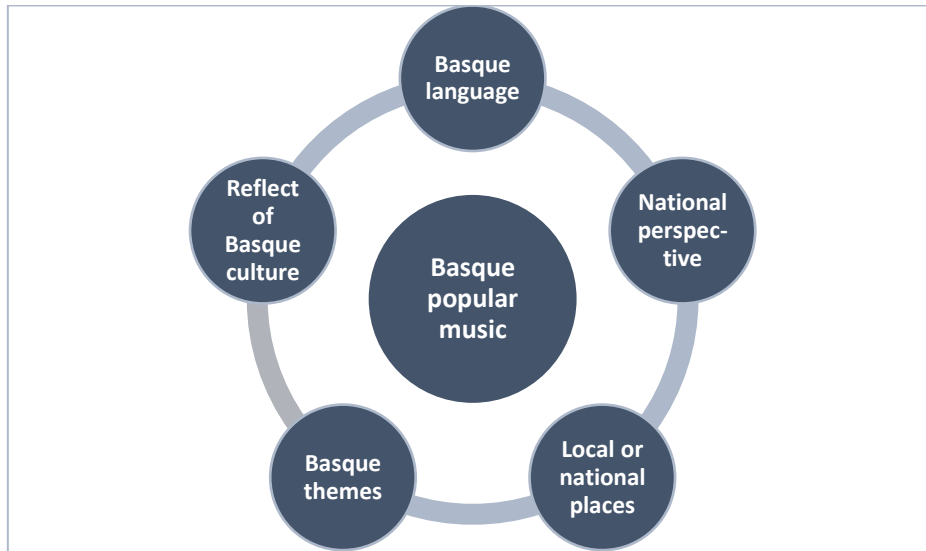 Basque
language
National
perspec-
tive
Local or
national
places
Basque
themes
Reflect
of
Basque
culture
Basque
popular
music